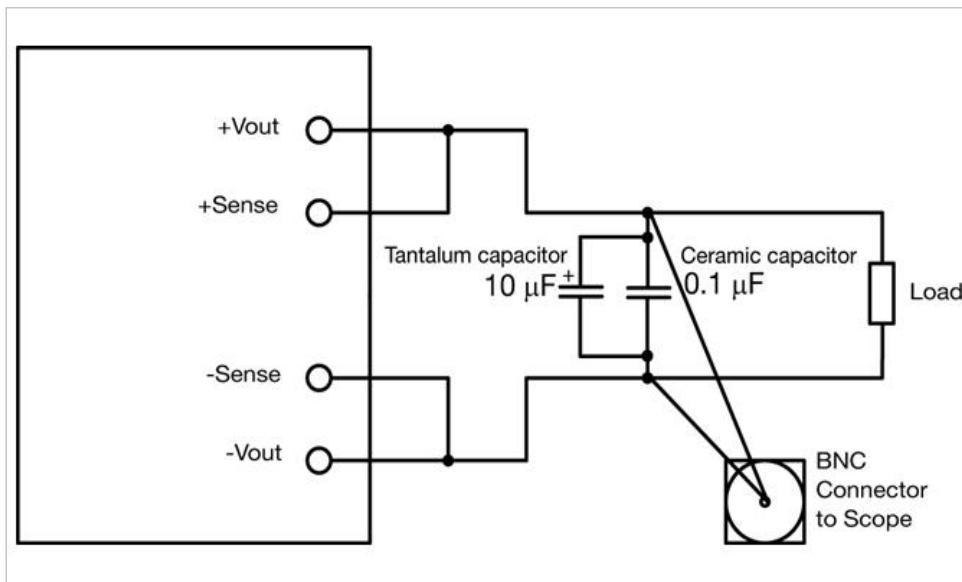 +Vout
+Sense
Tantalum capacitor
10 μF
+
Ceramic capacitor
0.1 μF
Load
-Sense
-Vout
BNC
Connector
to Scope